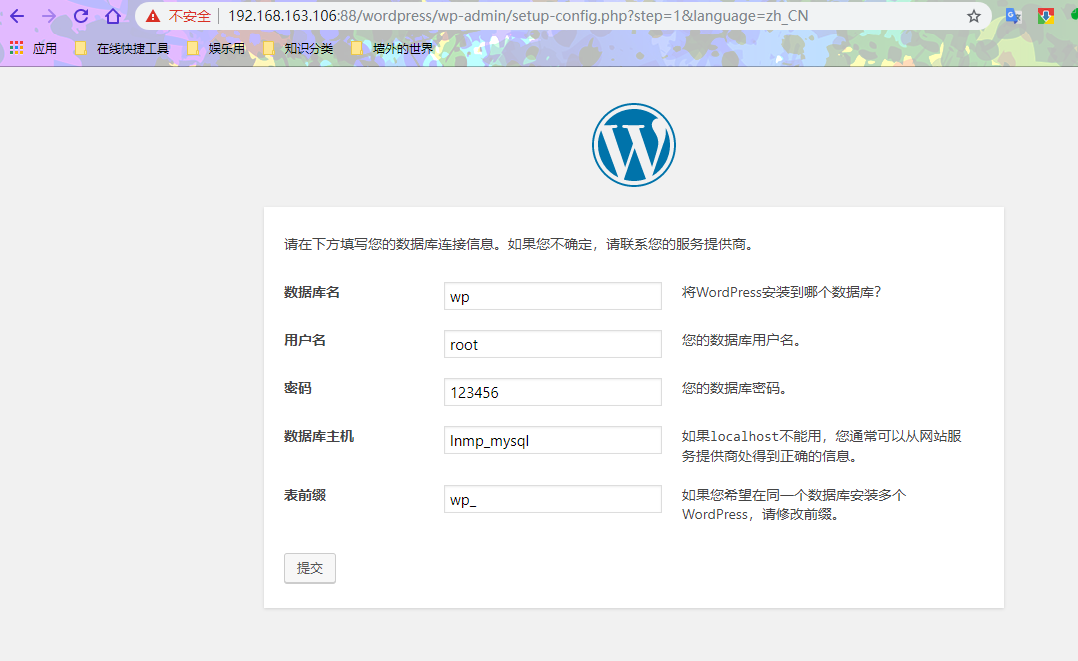 不安全 192.168.163.106:88/wordpress/wp-admin/setup-config.php?step=1&language=zh_CN
应用 在线快捷工具 娱乐用 知识分类 墙外的世界
请在下方填写您的数据库连接信息。如果您不确定，请联系您的服务提供商。
数据库名 wp 将WordPress安装到哪个数据库？
用户名 root 您的数据库用户名。
密码 123456 您的数据库密码。
数据库主机 lnmp_mysql 如果localhost不能用，您通常可以从网站服
务提供商处得到正确的信息。
表前缀 wp_ 如果您希望在同一个数据库安装多个
WordPress，请修改前缀。
提交